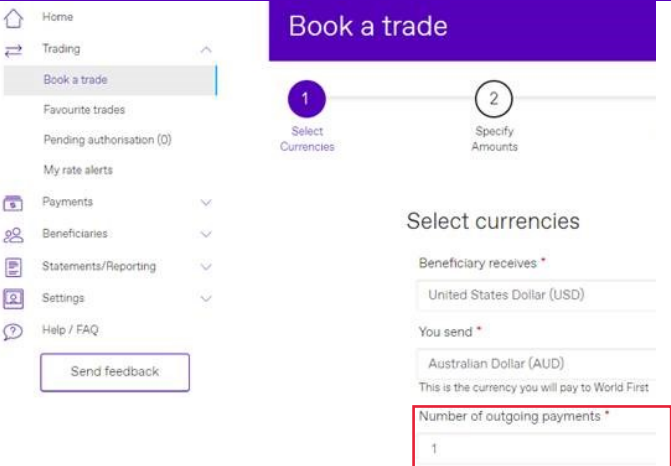 Home
Trading
Book a trade
Favourite trades
Pending authorisation (0)
My rate alerts
Payments
Beneficiaries
Statements/Reporting
Settings
Help / FAQ
Send feedback
Book a trade
1
Select
Currencies
2
Specify
Amounts
Select currencies
Beneficiary receives *
United States Dollar (USD)
You send *
Australian Dollar (AUD)
This is the currency you will pay to World First
Number of outgoing payments *
1